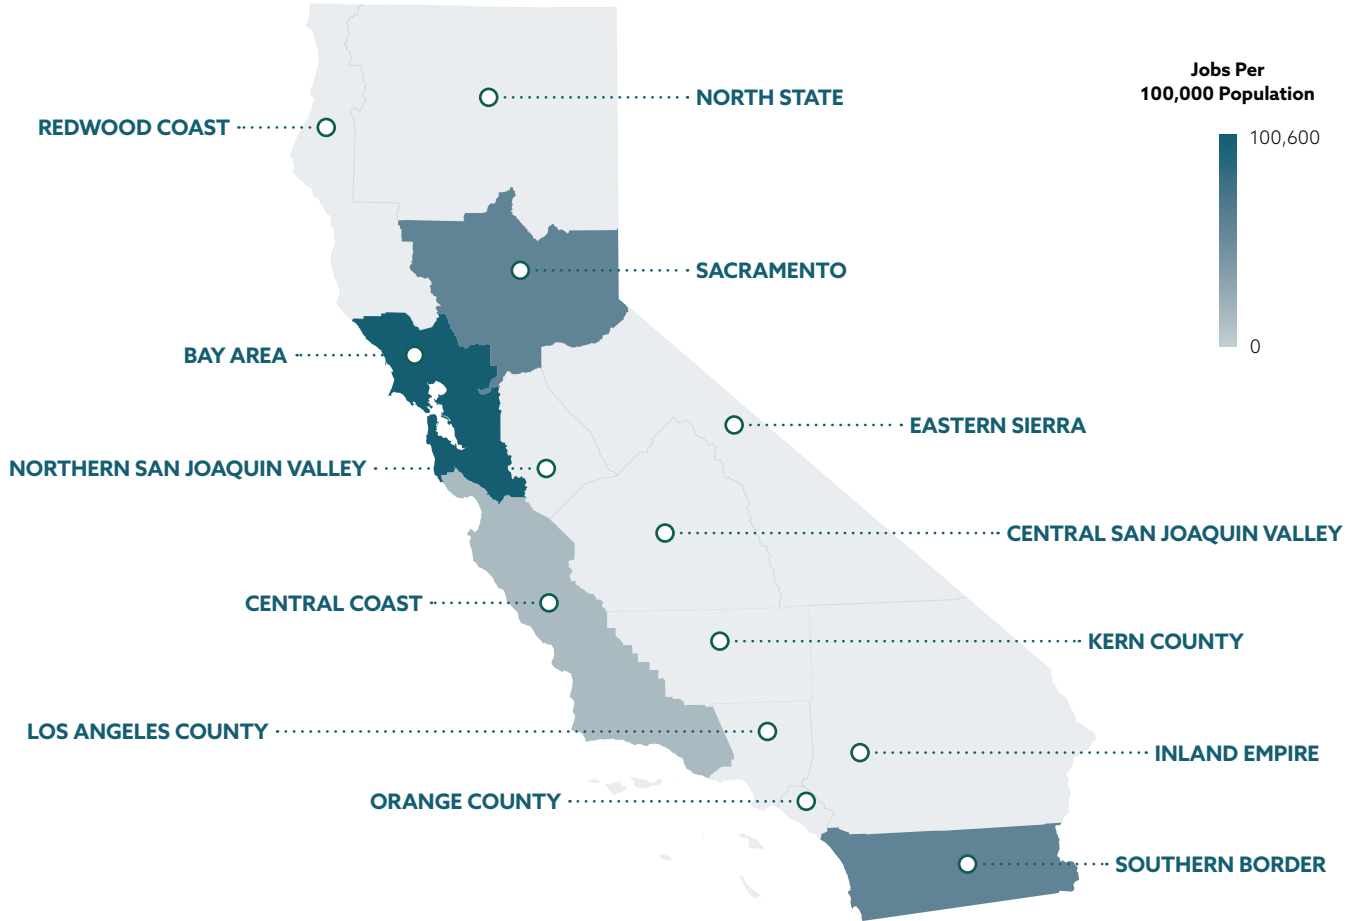 Jobs Per
100,000 Population
NORTH STATE
REDWOOD COAST
100,600
SACRAMENTO
0
BAY AREA
EASTERN SIERRA
NORTHERN SAN JOAQUIN VALLEY
CENTRAL SAN JOAQUIN VALLEY
CENTRAL COAST
KERN COUNTY
LOS ANGELES COUNTY
INLAND EMPIRE
ORANGE COUNTY
SOUTHERN BORDER